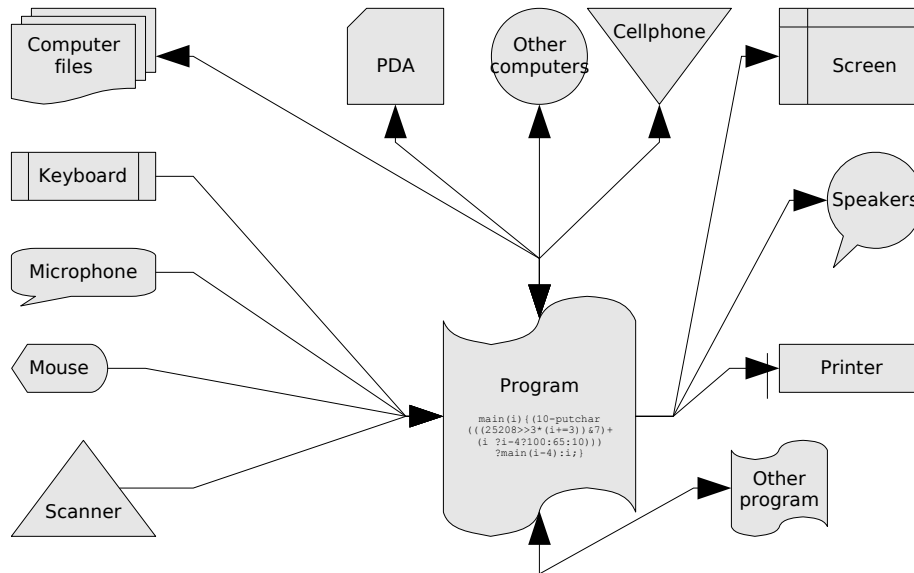 Computer
files
PDA
Other
computers
Cellphone
Screen
Keyboard
Speakers
Microphone
Mouse
Program
main(i){(10-putchar
(((25208>>3*(i+=3))&7)+
(i ?i-4?100:65:10)))
?main(i-4):i;}
Printer
Scanner
Other
program